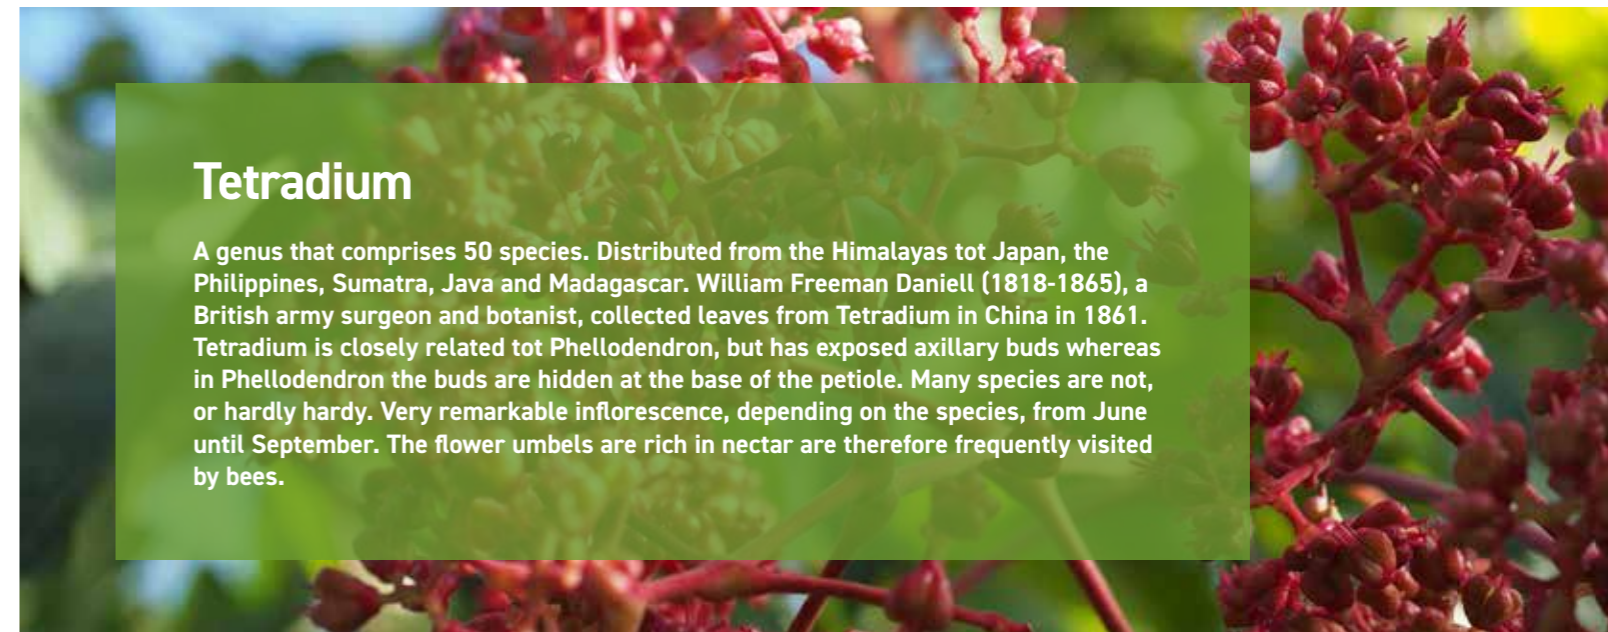 Tetradium
A genus that comprises 50 species. Distributed from the Himalayas tot Japan, the
Philippines, Sumatra, Java and Madagascar. William Freeman Daniell (1818-1865), a
British army surgeon and botanist, collected leaves from Tetradium in China in 1861.
Tetradium is closely related tot Phellodendron, but has exposed axillary buds whereas
in Phellodendron the buds are hidden at the base of the petiole. Many species are not,
or hardly hardy. Very remarkable inflorescence, depending on the species, from June
until September. The flower umbels are rich in nectar are therefore frequently visited
by bees.